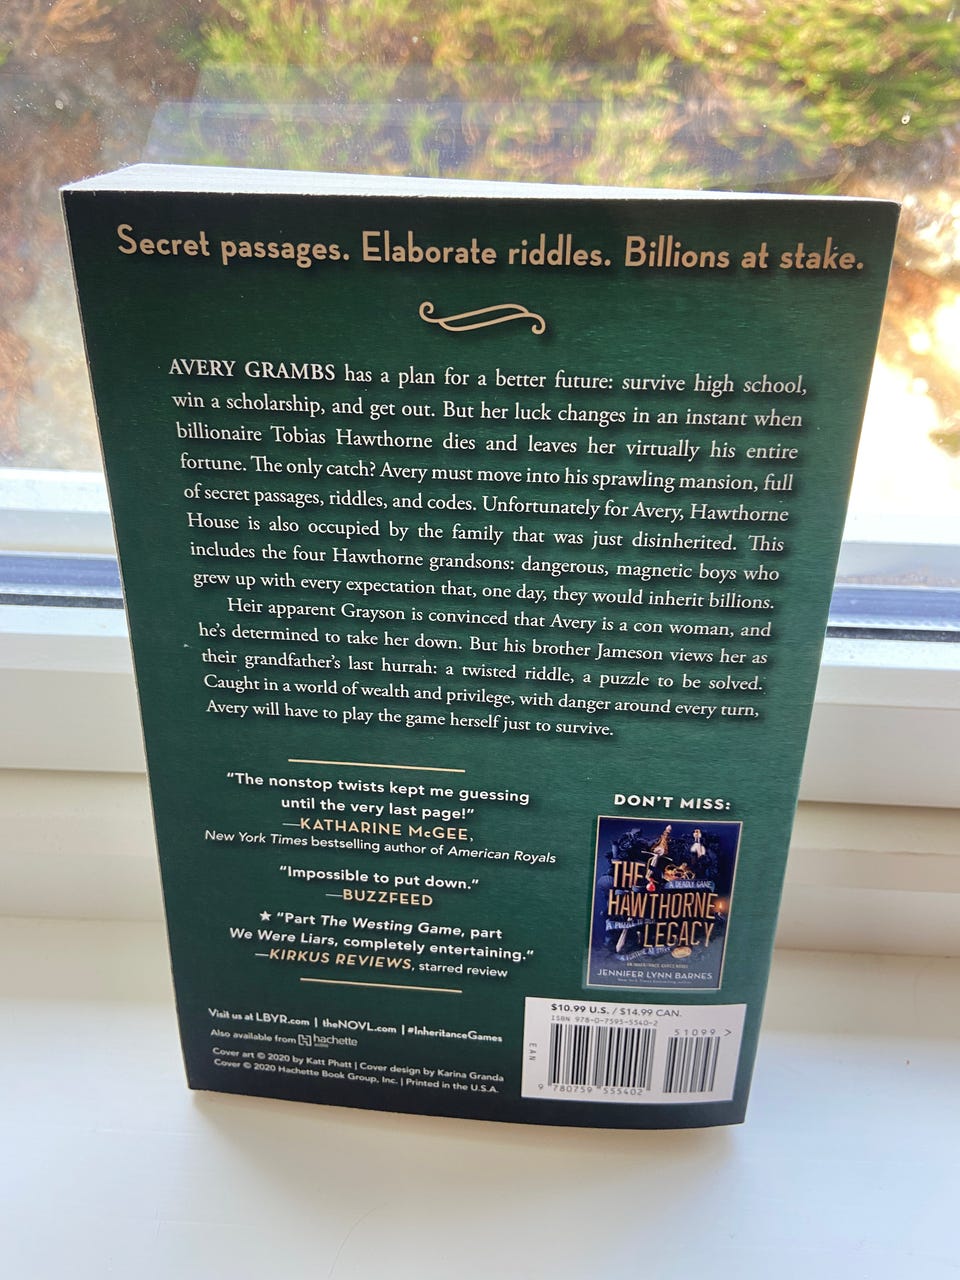 Secret passages. Elaborate riddles. Billions at stake.
AVERY GRAMBS has a plan for a better future: survive high school,
win a scholarship, and get out. But her luck changes in an instant when
billionaire Tobias Hawthorne dies and leaves her virtually his entire
fortune. The only catch? Avery must move into his sprawling mansion, full
of secret passages, riddles, and codes. Unfortunately for Avery, Hawthorne
House is also occupied by the family that was just disinherited. This
includes the four Hawthorne grandsons: dangerous, magnetic boys who
grew up with every expectation that, one day, they would inherit billions.
Heir apparent Grayson is convinced that Avery is a con woman, and
he's determined to take her down. But his brother Jameson views her as
their grandfather's last hurrah: a twisted riddle, a puzzle to be solved.
Caught in a world of wealth and privilege, with danger around every turn,
Avery will have to play the game herself just to survive.
"The nonstop twists kept me guessing
until the very last page!"
—KATHARINE McGEE,
New York Times bestselling author of American Royals
"Impossible to put down."
—BUZZFEED
★ "Part The Westing Game, part
We Were Liars, completely entertaining."
—KIRKUS REVIEWS, starred review
DON'T MISS:
THE
A DEADLY GAME
HAWTHORNE
LEGACY
JENNIFER LYNN BARNES
Visit us at LBYR.com | theNOVL.com | #InheritanceGames
Also available from hachette
audio
Cover art © 2020 by Katt Phatt | Cover design by Karina Granda
Cover © 2020 Hachette Book Group, Inc. | Printed in the U.S.A.
$10.99 U.S. / $14.99 CAN.
ISBN 978-0-7595-5540-2
51099 >
EAN
9 780759 555402